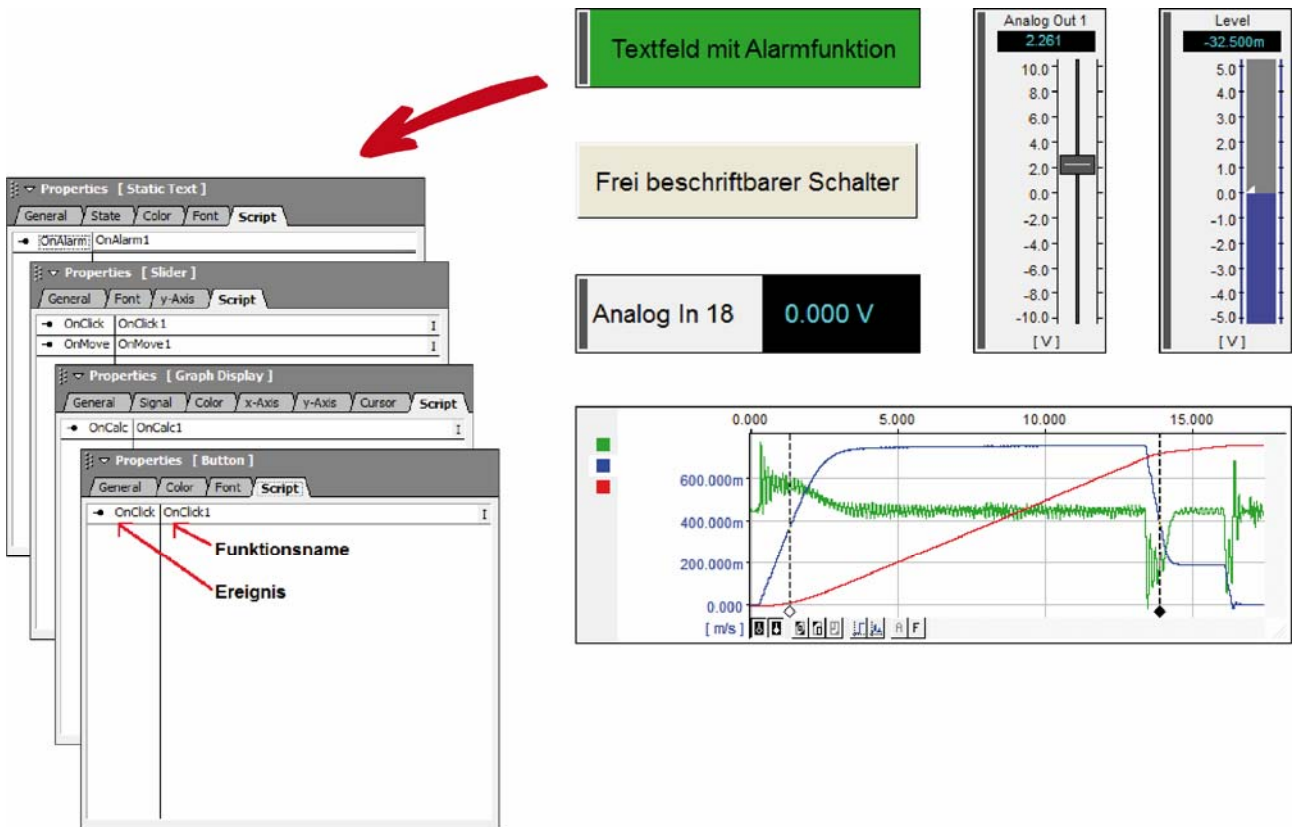 Textfeld mit Alarmfunktion
Frei beschriftbarer Schalter
Analog In 18 0.000 V
Analog Out 1
2.261
10.0
8.0
6.0
4.0
2.0
0.0
-2.0
-4.0
-6.0
-8.0
-10.0
[ V ]
Level
-32.500m
5.0
4.0
3.0
2.0
1.0
0.0
-1.0
-2.0
-3.0
-4.0
-5.0
[ V ]
Properties [ Static Text ]
General State Color Font Script
OnAlarm OnAlarm1
Properties [ Slider ]
General Font y-Axis Script
OnClick OnClick1
OnMove OnMove1
Properties [ Graph Display ]
General Signal Color x-Axis y-Axis Cursor Script
OnCalc OnCalc1
Properties [ Button ]
General Color Font Script
OnClick OnClick1
Funktionsname
Ereignis
0.000 5.000 10.000 15.000
600.000m
400.000m
200.000m
0.000
[ m/s ]
A F